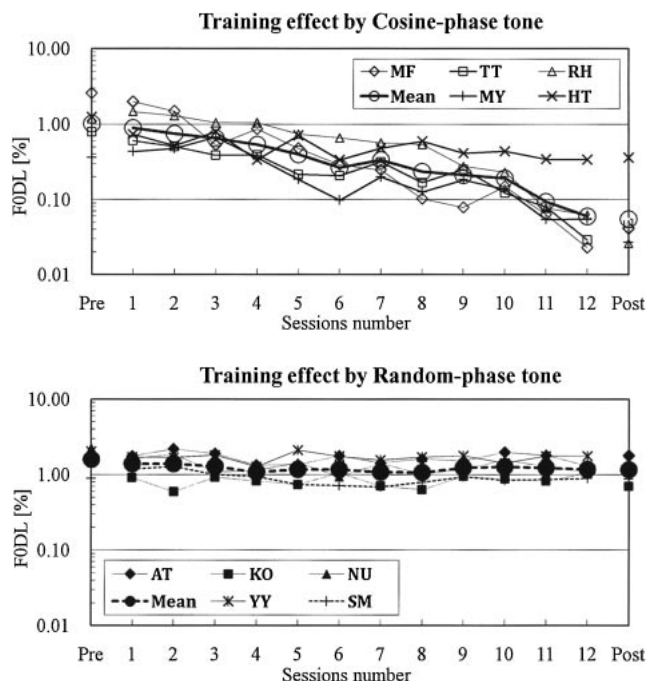 Training effect by Cosine-phase tone
10.00
MF TT RH
Mean MY HT
1.00
F0DL [%]
0.10
0.01
Pre 1 2 3 4 5 6 7 8 9 10 11 12 Post
Sessions number
Training effect by Random-phase tone
10.00
1.00
F0DL [%]
0.10
AT KO NU
Mean YY SM
0.01
Pre 1 2 3 4 5 6 7 8 9 10 11 12 Post
Sessions number